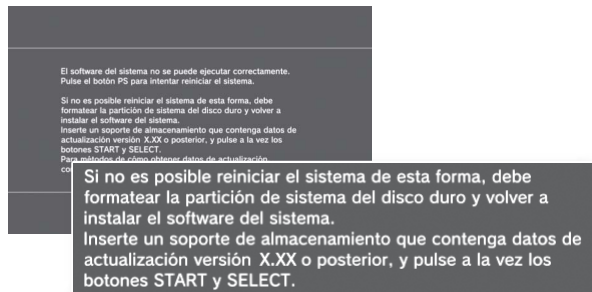 El software del sistema no se puede ejecutar correctamente.
Pulse el botón PS para intentar reiniciar el sistema.
Si no es posible reiniciar el sistema de esta forma, debe
formatear la partición de sistema del disco duro y volver a
instalar el software del sistema.
Inserte un soporte de almacenamiento que contenga datos de
actualización versión X.XX o posterior, y pulse a la vez los
botones START y SELECT.
Para métodos de cómo obtener datos de actualización,
Si no es posible reiniciar el sistema de esta forma, debe
formatear la partición de sistema del disco duro y volver a
instalar el software del sistema.
Inserte un soporte de almacenamiento que contenga datos de
actualización versión X.XX o posterior, y pulse a la vez los
botones START y SELECT.